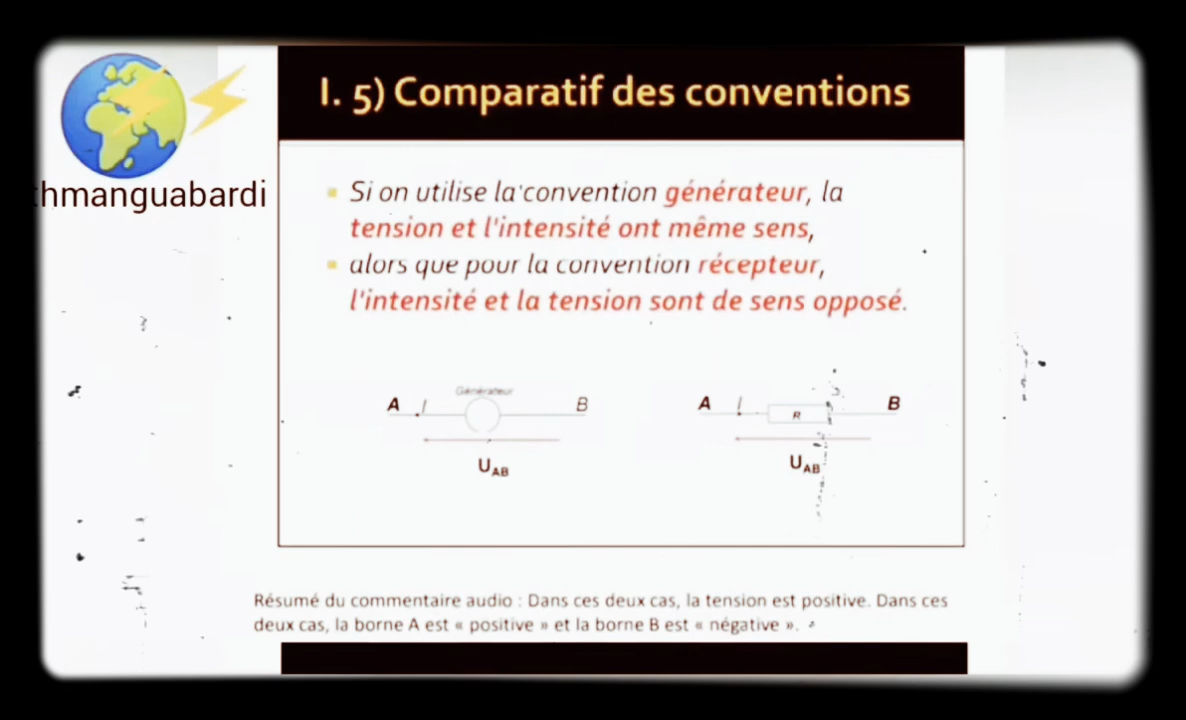 I. 5) Comparatif des conventions
thmanguabardi
Si on utilise la convention générateur, la
tension et l'intensité ont même sens,
alors que pour la convention récepteur,
l'intensité et la tension sont de sens opposé.
Générateur
A I B
U_AB
A I R B
U_AB
Résumé du commentaire audio : Dans ces deux cas, la tension est positive. Dans ces
deux cas, la borne A est « positive » et la borne B est « négative ».